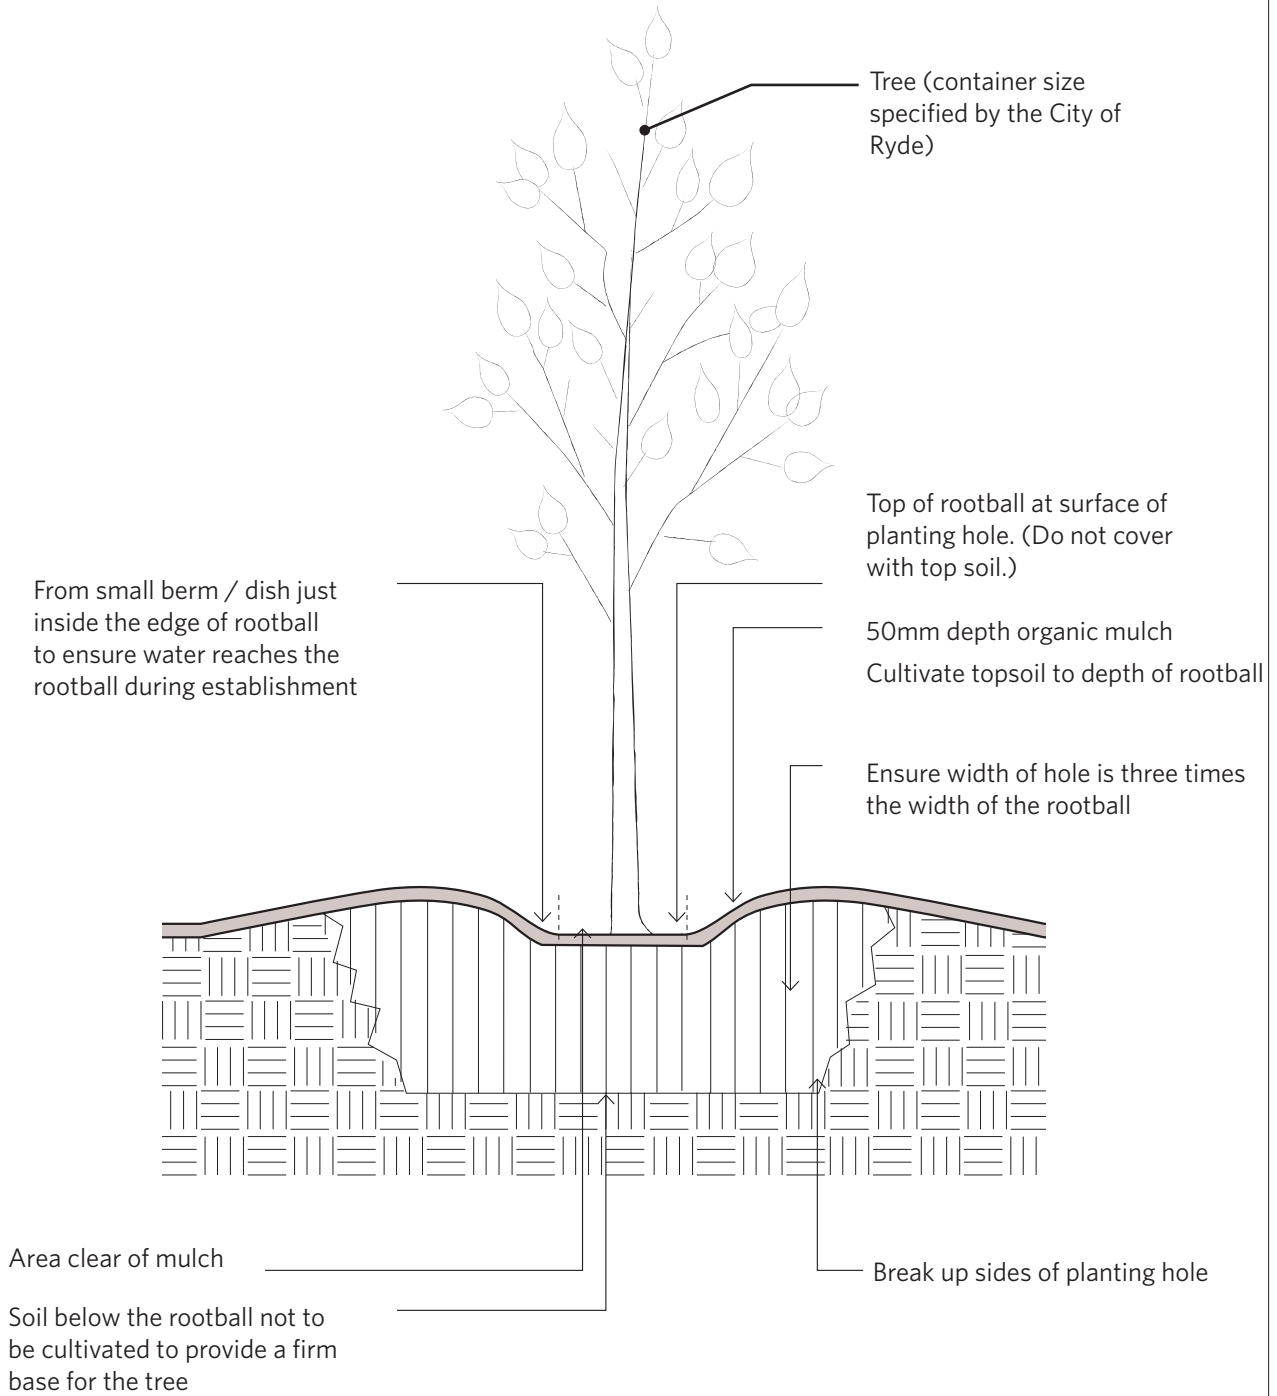 Tree (container size
specified by the City of
Ryde)
Top of rootball at surface of
planting hole. (Do not cover
with top soil.)
From small berm / dish just
inside the edge of rootball
to ensure water reaches the
rootball during establishment
50mm depth organic mulch
Cultivate topsoil to depth of rootball
Ensure width of hole is three times
the width of the rootball
Area clear of mulch
Break up sides of planting hole
Soil below the rootball not to
be cultivated to provide a firm
base for the tree